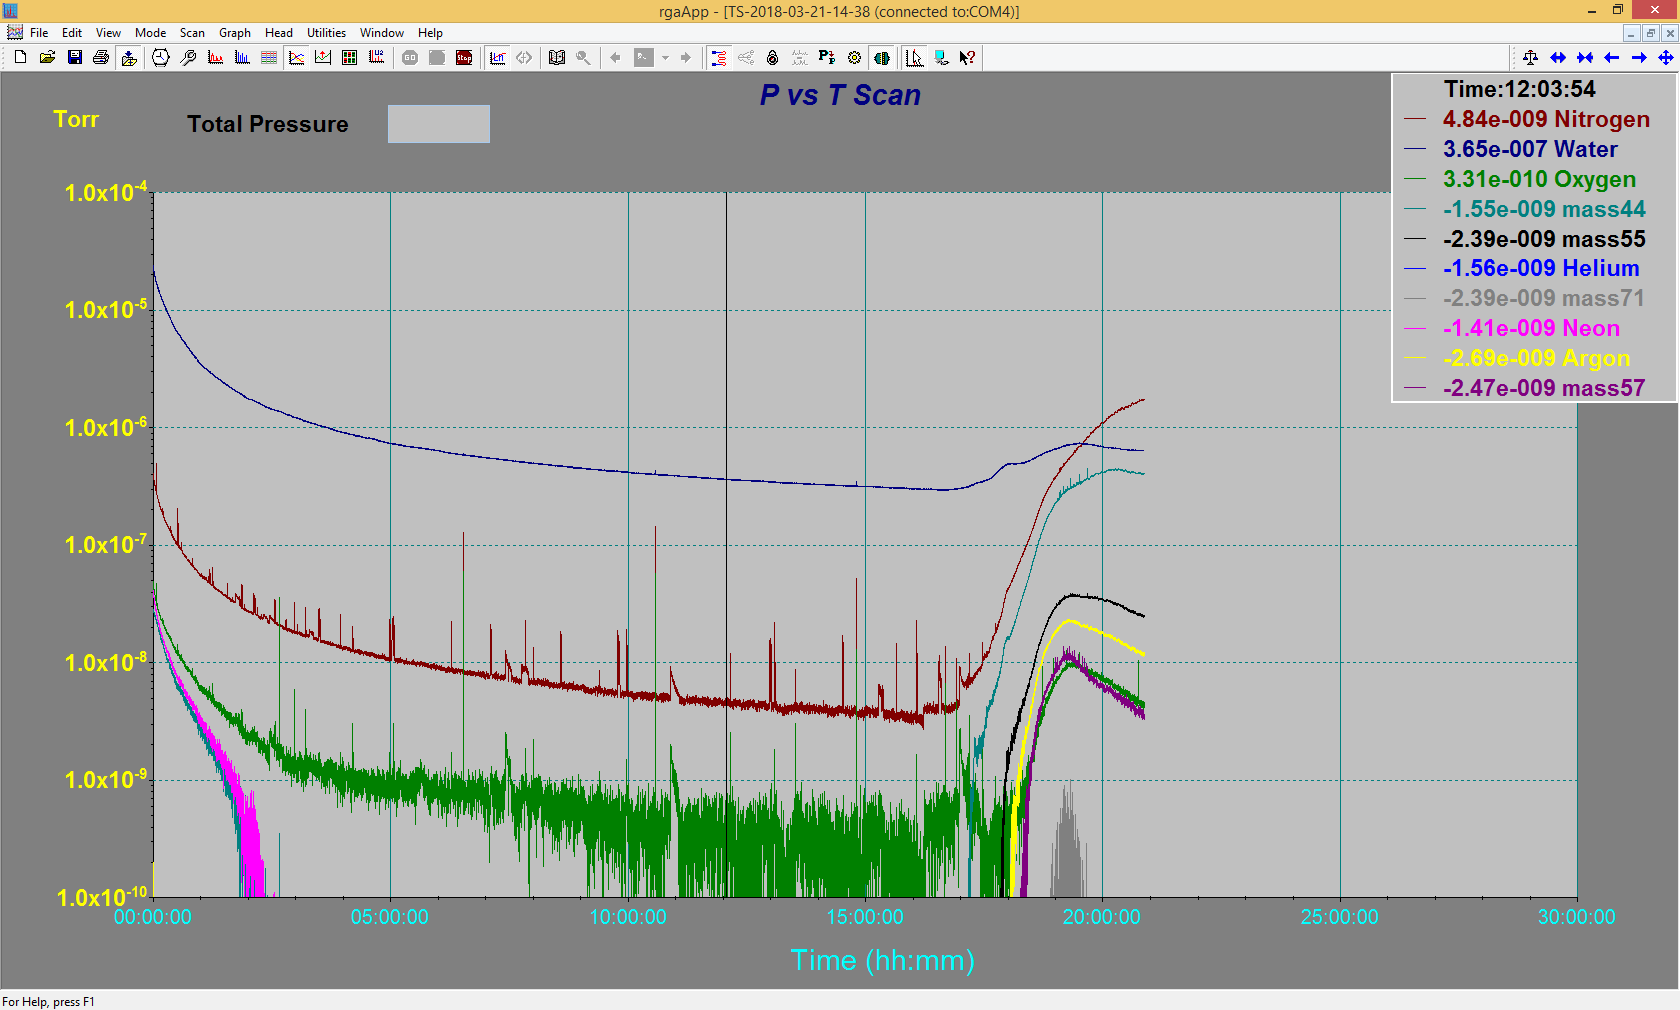 rgaApp - [TS-2018-03-21-14-38 (connected to:COM4)]
File Edit View Mode Scan Graph Head Utilities Window Help
GO Stop
P vs T Scan
Torr
Total Pressure
Time:12:03:54
4.84e-009 Nitrogen
3.65e-007 Water
3.31e-010 Oxygen
-1.55e-009 mass44
-2.39e-009 mass55
-1.56e-009 Helium
-2.39e-009 mass71
-1.41e-009 Neon
-2.69e-009 Argon
-2.47e-009 mass57
1.0x10-4
1.0x10-5
1.0x10-6
1.0x10-7
1.0x10-8
1.0x10-9
1.0x10-10
00:00:00 05:00:00 10:00:00 15:00:00 20:00:00 25:00:00 30:00:00
Time (hh:mm)
For Help, press F1